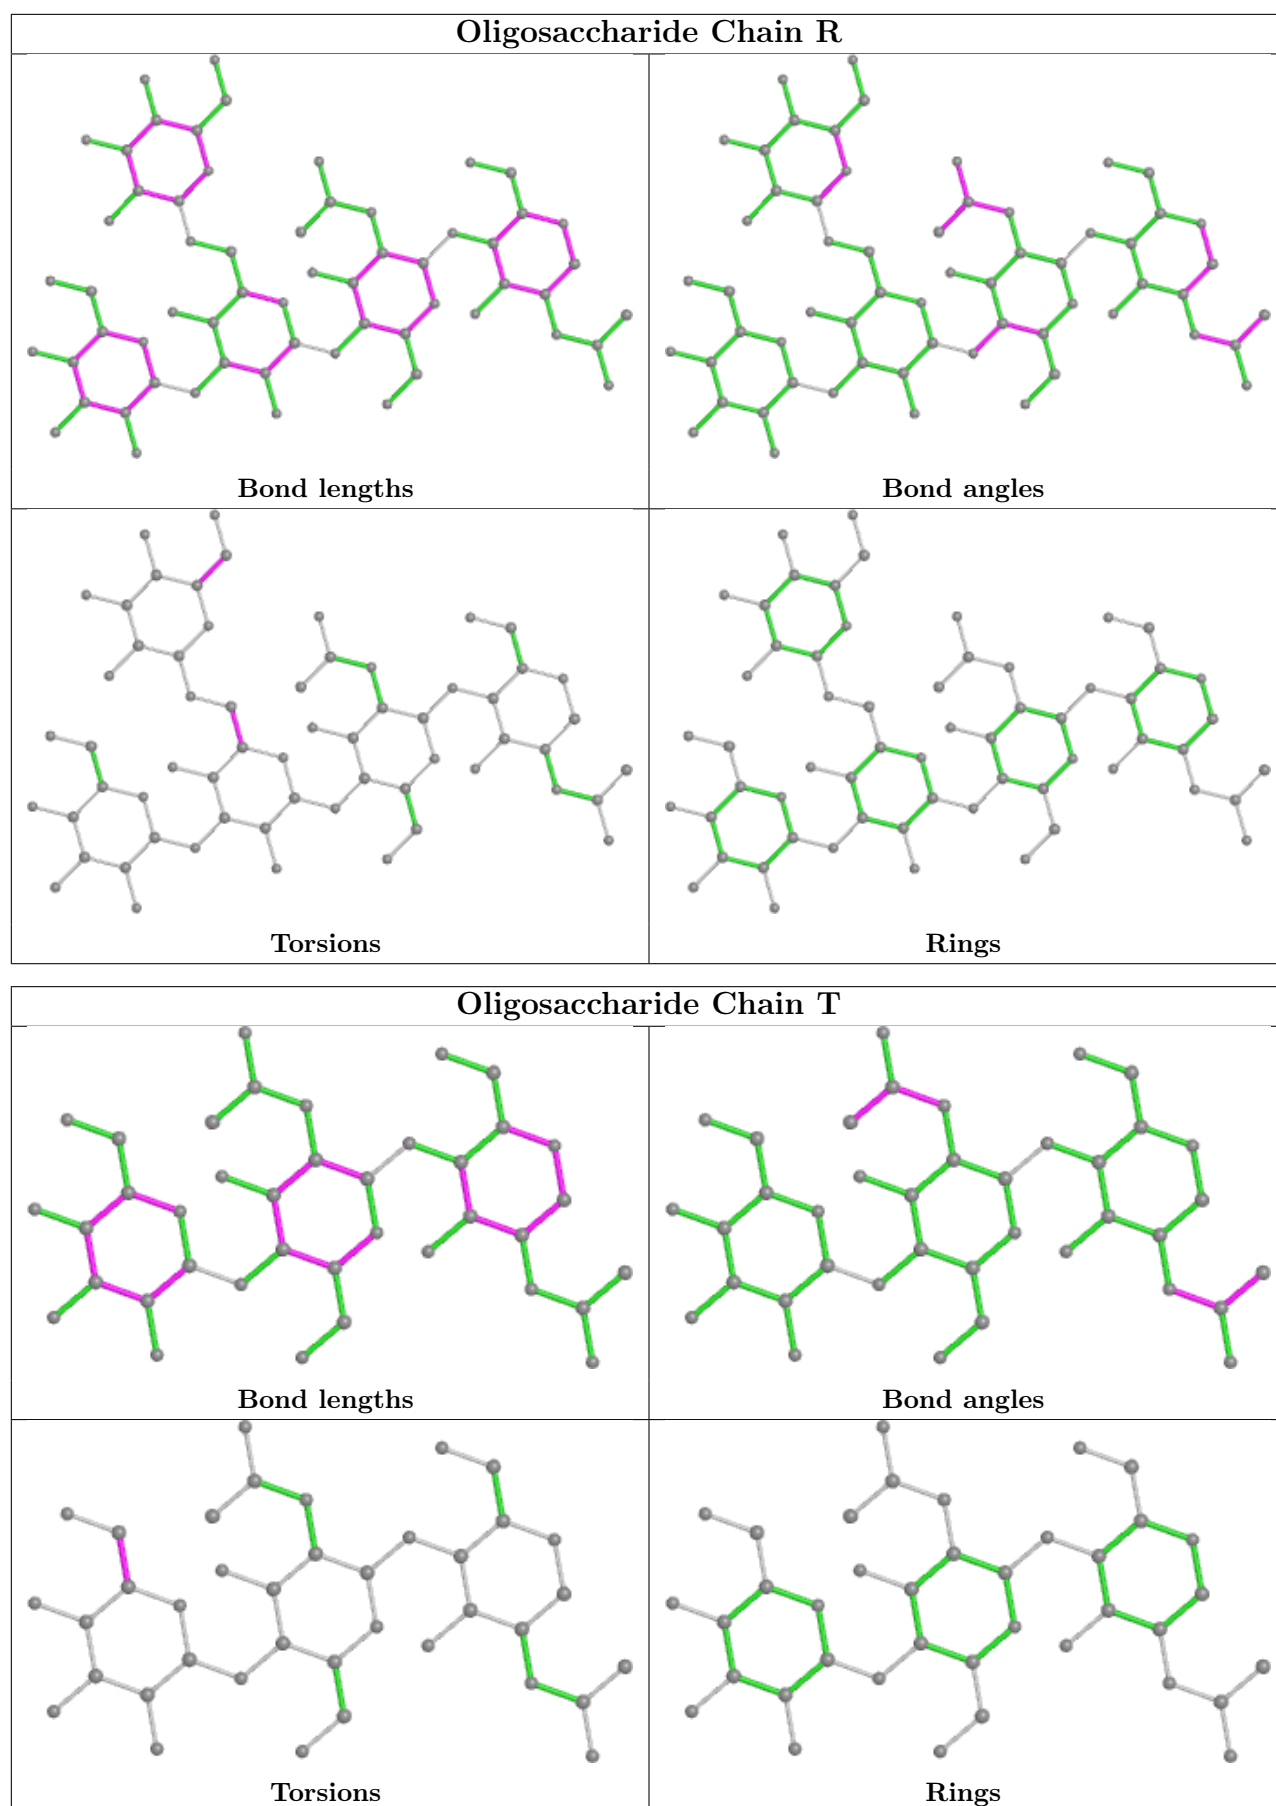 Oligosaccharide Chain R
Bond lengths
Bond angles
Torsions
Rings
Oligosaccharide Chain T
Bond lengths
Bond angles
Torsions
Rings